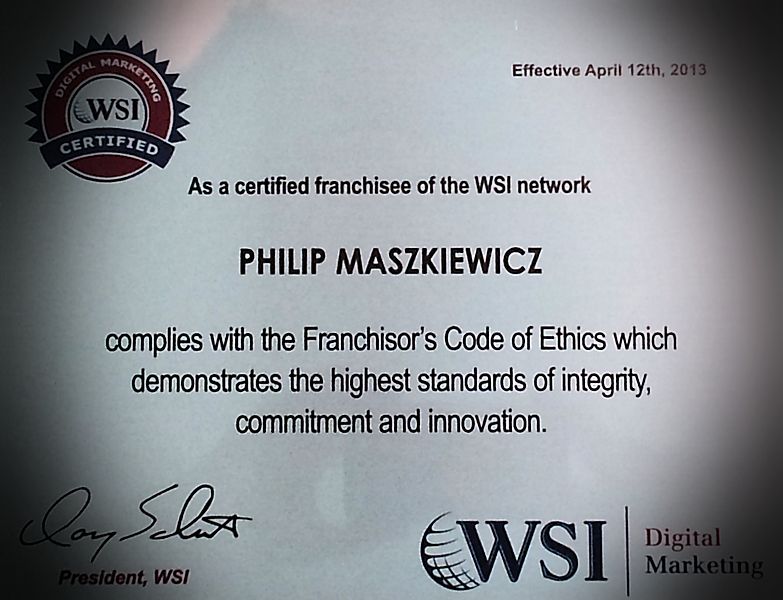 DIGITAL MARKETING
WSI
CERTIFIED
Effective April 12th, 2013
As a certified franchisee of the WSI network
PHILIP MASZKIEWICZ
complies with the Franchisor's Code of Ethics which
demonstrates the highest standards of integrity,
commitment and innovation.
President, WSI
WSI
Digital
Marketing